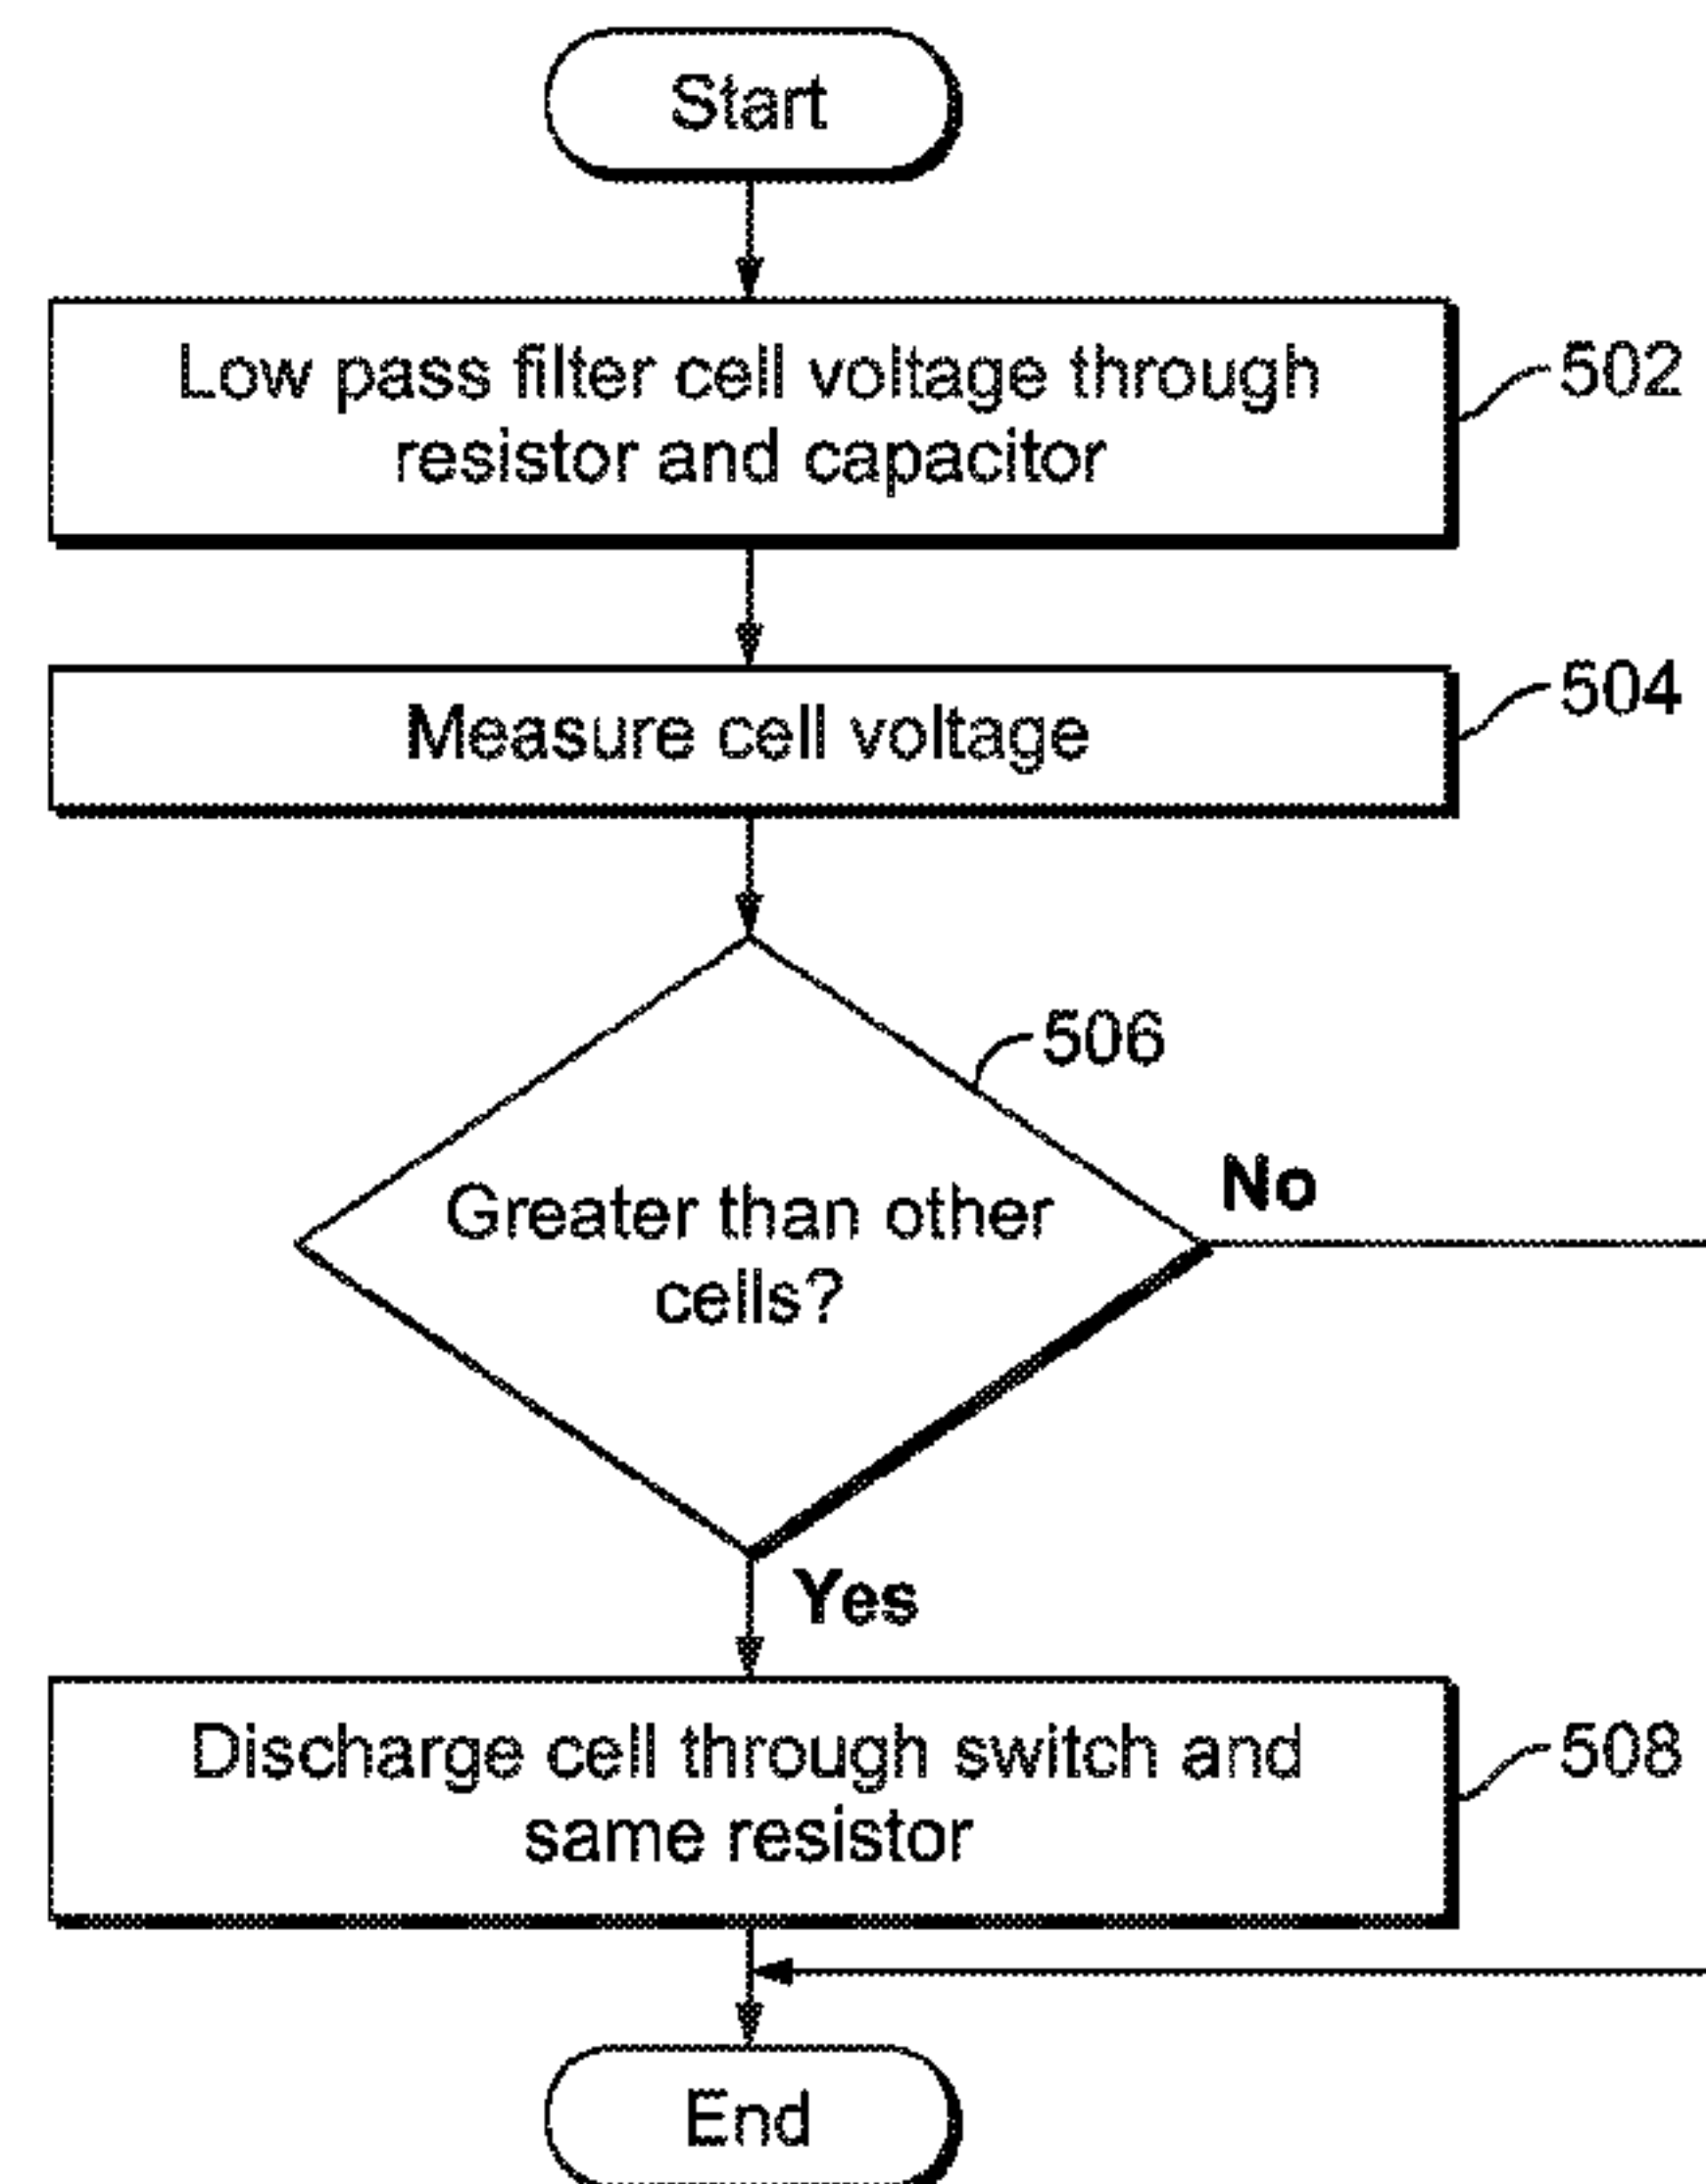 Start
Low pass filter cell voltage through
resistor and capacitor
502
Measure cell voltage
504
506
Greater than other
cells?
No
Yes
Discharge cell through switch and
same resistor
508
End